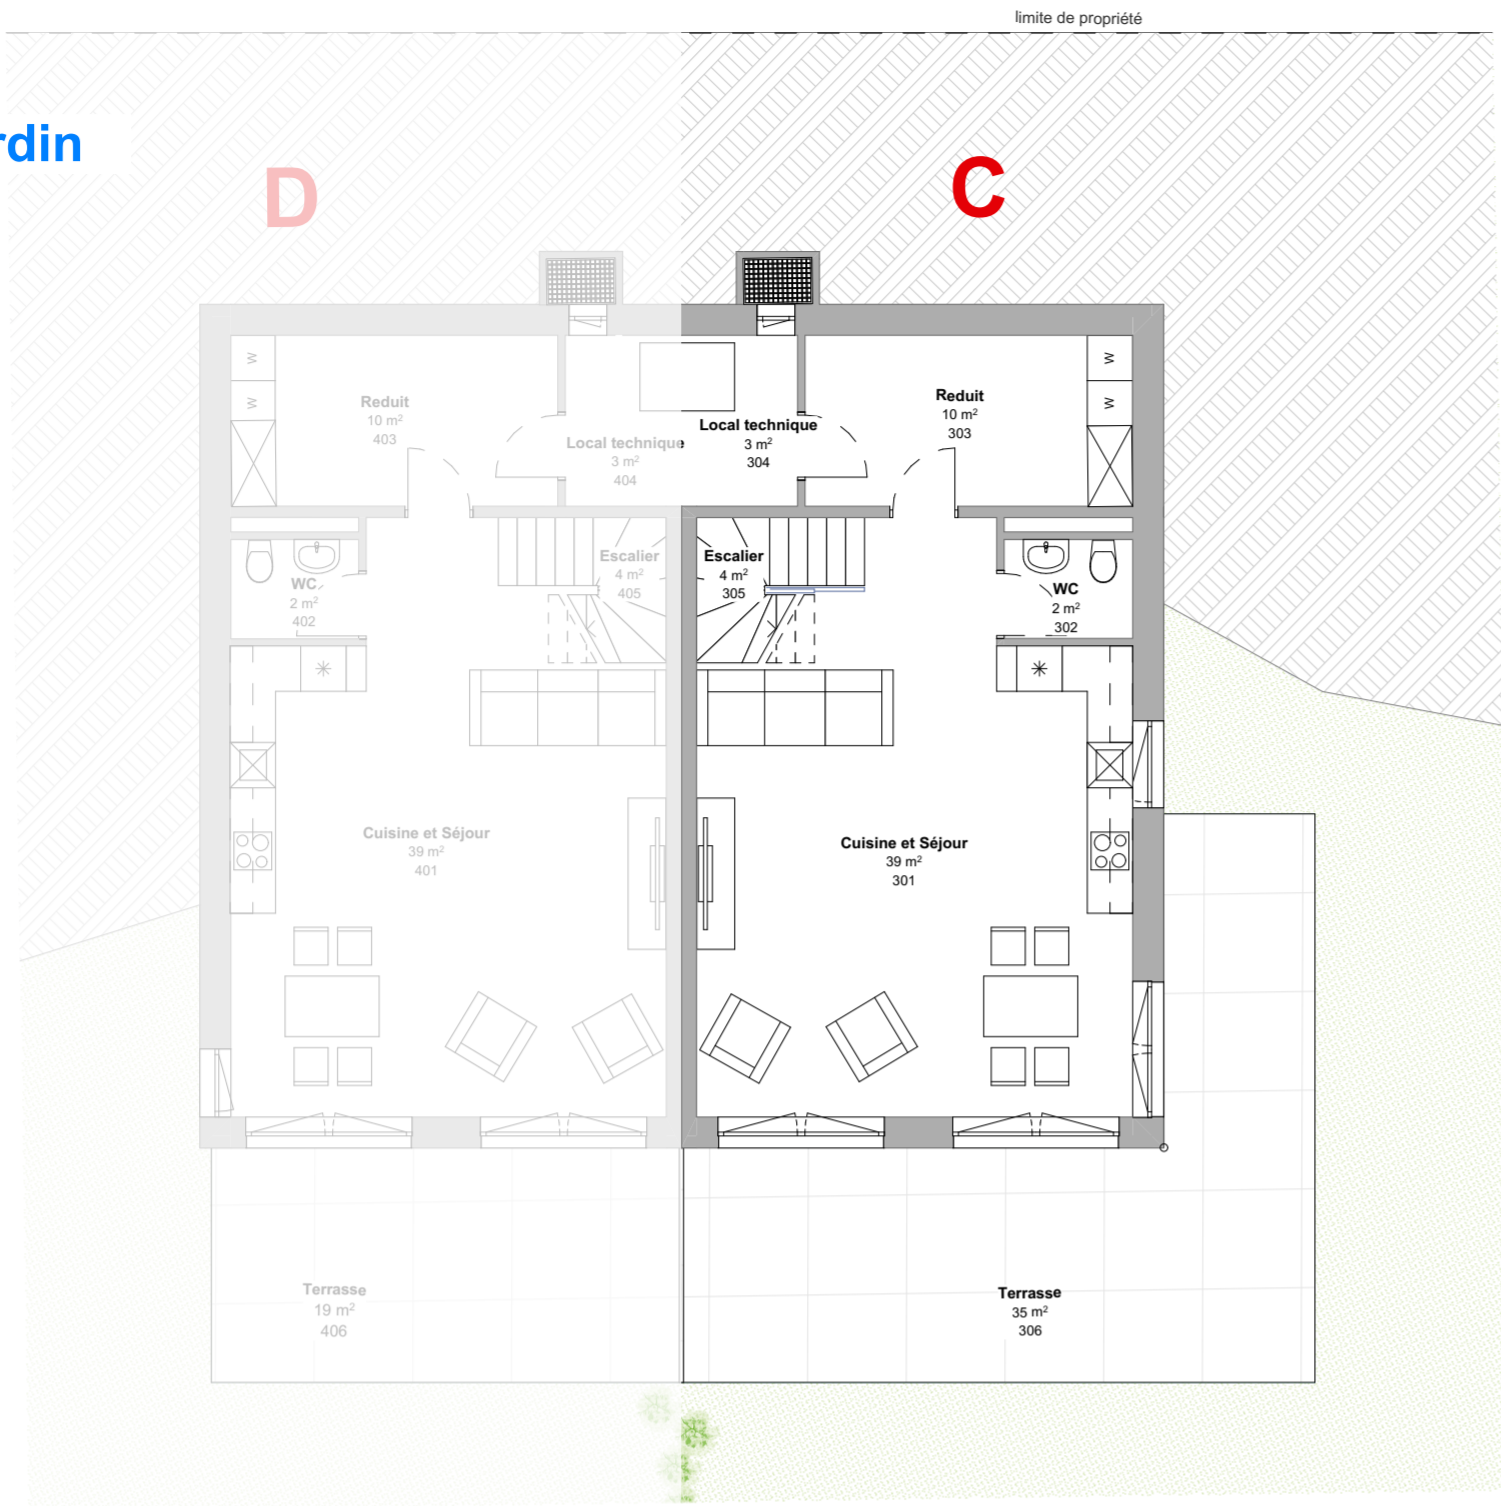 limite de propriété
rdin
D
C
W
W
Reduit
10 m²
403
Local technique
3 m²
404
Local technique
3 m²
304
Reduit
10 m²
303
W
W
WC
2 m²
402
Escalier
4 m²
405
Escalier
4 m²
305
WC
2 m²
302
Cuisine et Séjour
39 m²
401
Cuisine et Séjour
39 m²
301
Terrasse
19 m²
406
Terrasse
35 m²
306